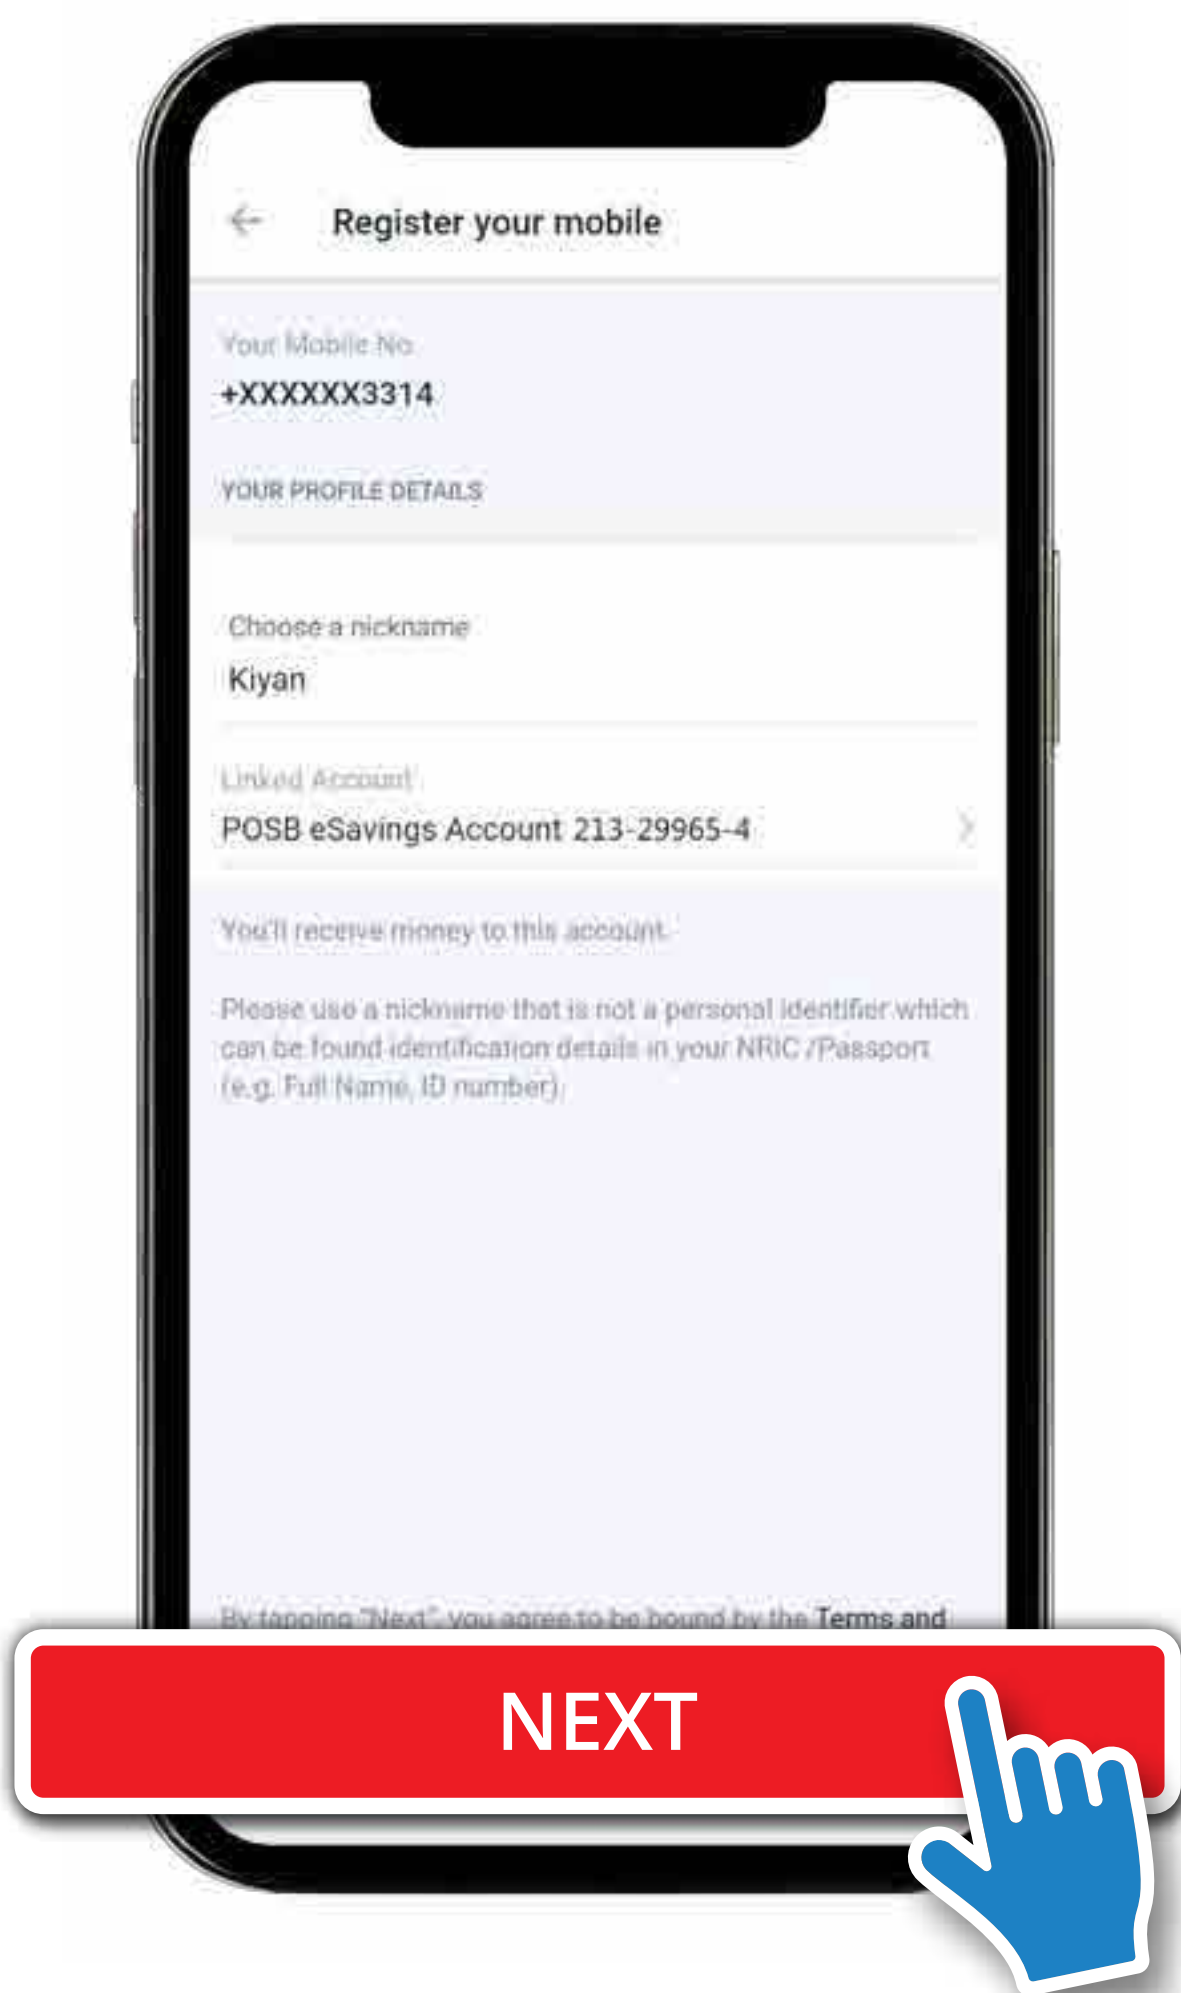 Register your mobile
Your Mobile No
+XXXXXX3314
YOUR PROFILE DETAILS
Choose a nickname
Kiyan
Linked Account
POSB eSavings Account 213-29965-4
You'll receive money to this account.
Please use a nickname that is not a personal identifier which
can be found identification details in your NRIC /Passport
(e.g. Full Name, ID number).
By tapping "Next", you agree to be bound by the Terms and
NEXT